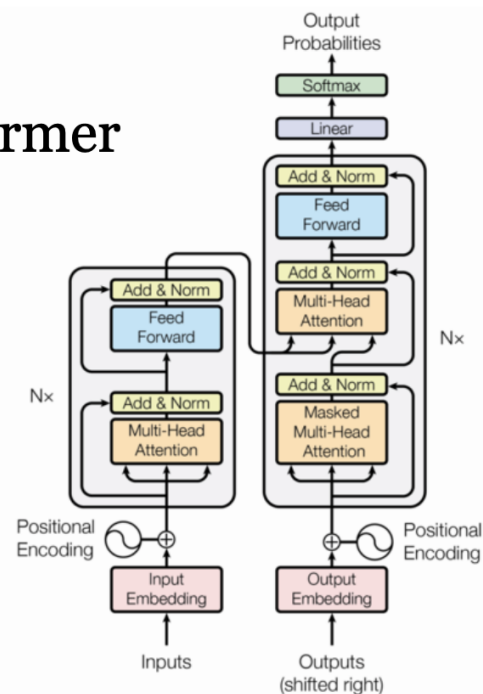 rmer
Output
Probabilities
Softmax
Linear
Add & Norm
Feed
Forward
Add & Norm
Multi-Head
Attention
Add & Norm
Masked
Multi-Head
Attention
N×
Add & Norm
Feed
Forward
Add & Norm
Multi-Head
Attention
N×
Positional
Encoding
Positional
Encoding
Input
Embedding
Output
Embedding
Inputs
Outputs
(shifted right)